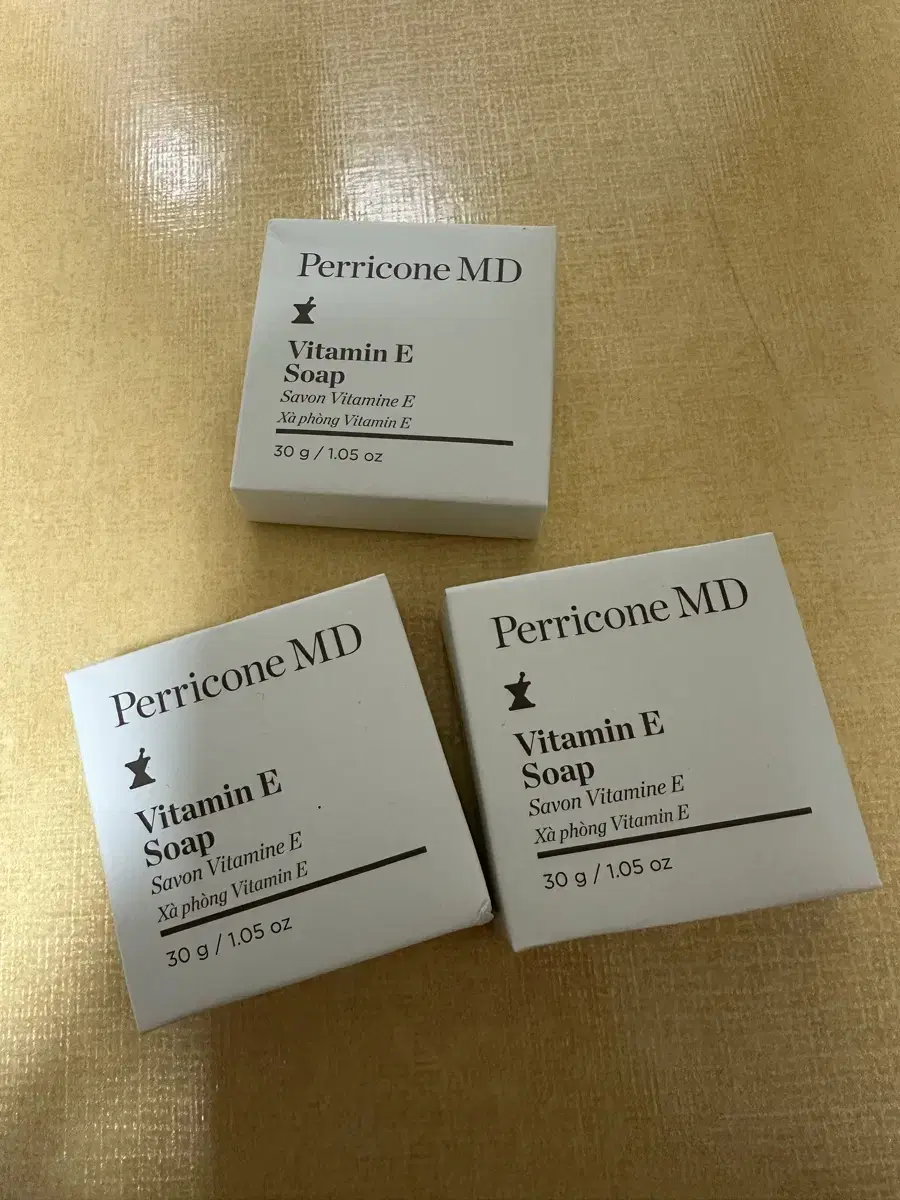 Perricone MD
Vitamin E
Soap
Savon Vitamine E
Xà phòng Vitamin E
30 g / 1.05 oz
Perricone MD
Vitamin E
Soap
Savon Vitamine E
Xà phòng Vitamin E
30 g / 1.05 oz
Perricone MD
Vitamin E
Soap
Savon Vitamine E
Xà phòng Vitamin E
30 g / 1.05 oz